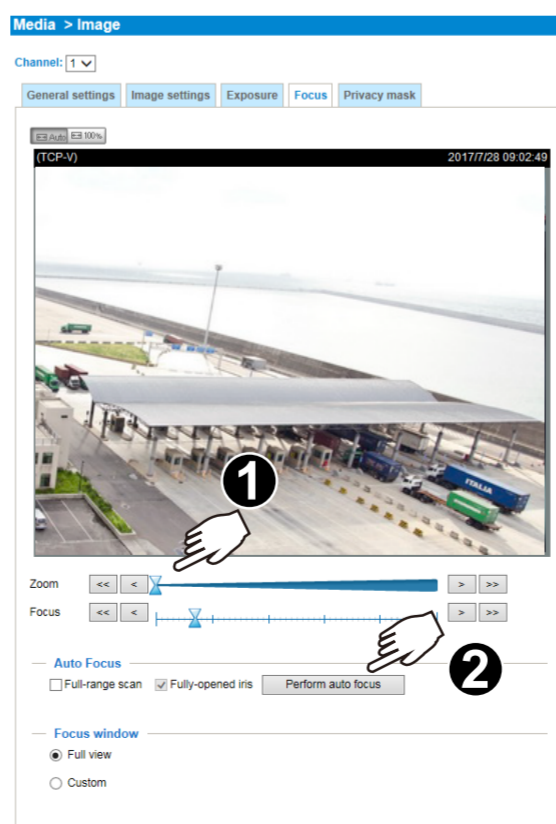 Media > Image
Channel: 1
General settings Image settings Exposure Focus Privacy mask
Auto 100%
(TCP-V) 2017/7/28 09:02:49
ITALIA
1
Zoom << < > >>
Focus << < > >>
2
Auto Focus
Full-range scan Fully-opened iris Perform auto focus
Focus window
Full view
Custom